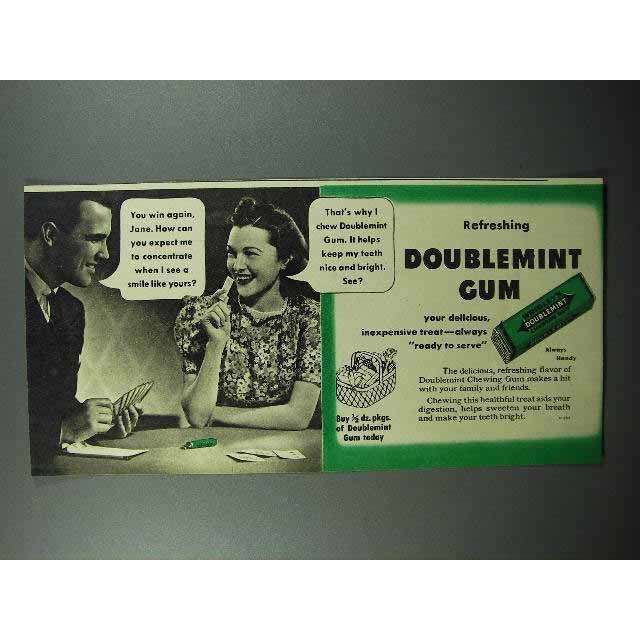 You win again,
Jane. How can
you expect me
to concentrate
when I see a
smile like yours?
That's why I
chew Doublemint
Gum. It helps
keep my teeth
nice and bright.
See?
Refreshing
DOUBLEMINT
GUM
your delicious,
inexpensive treat—always
"ready to serve"
DOUBLEMINT
Always
Handy
Buy ½ dz. pkgs.
of Doublemint
Gum today
The delicious, refreshing flavor of
Doublemint Chewing Gum makes a hit
with your family and friends.
Chewing this healthful treat aids your
digestion, helps sweeten your breath
and make your teeth bright.